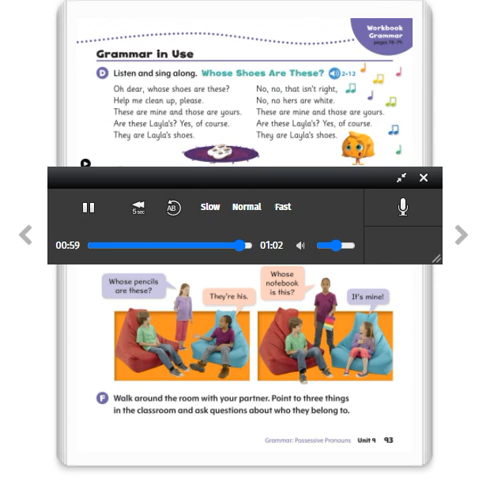 Workbook
Grammar
Grammar in Use
D Listen and sing along. Whose Shoes Are These? 2-12
Oh dear, whose shoes are these?
Help me clean up, please.
These are mine and those are yours.
Are these Layla's? Yes, of course.
They are Layla's shoes.
No, no, that isn't right,
No, no hers are white.
These are mine and those are yours.
Are these Layla's? Yes, of course.
They are Layla's shoes.
5 sec
AB
Slow
Normal
Fast
00:59
01:02
Whose pencils
are these?
They're his.
Whose
notebook
is this?
It's mine!
F Walk around the room with your partner. Point to three things
in the classroom and ask questions about who they belong to.
Grammar: Possessive Pronouns Unit 9 93